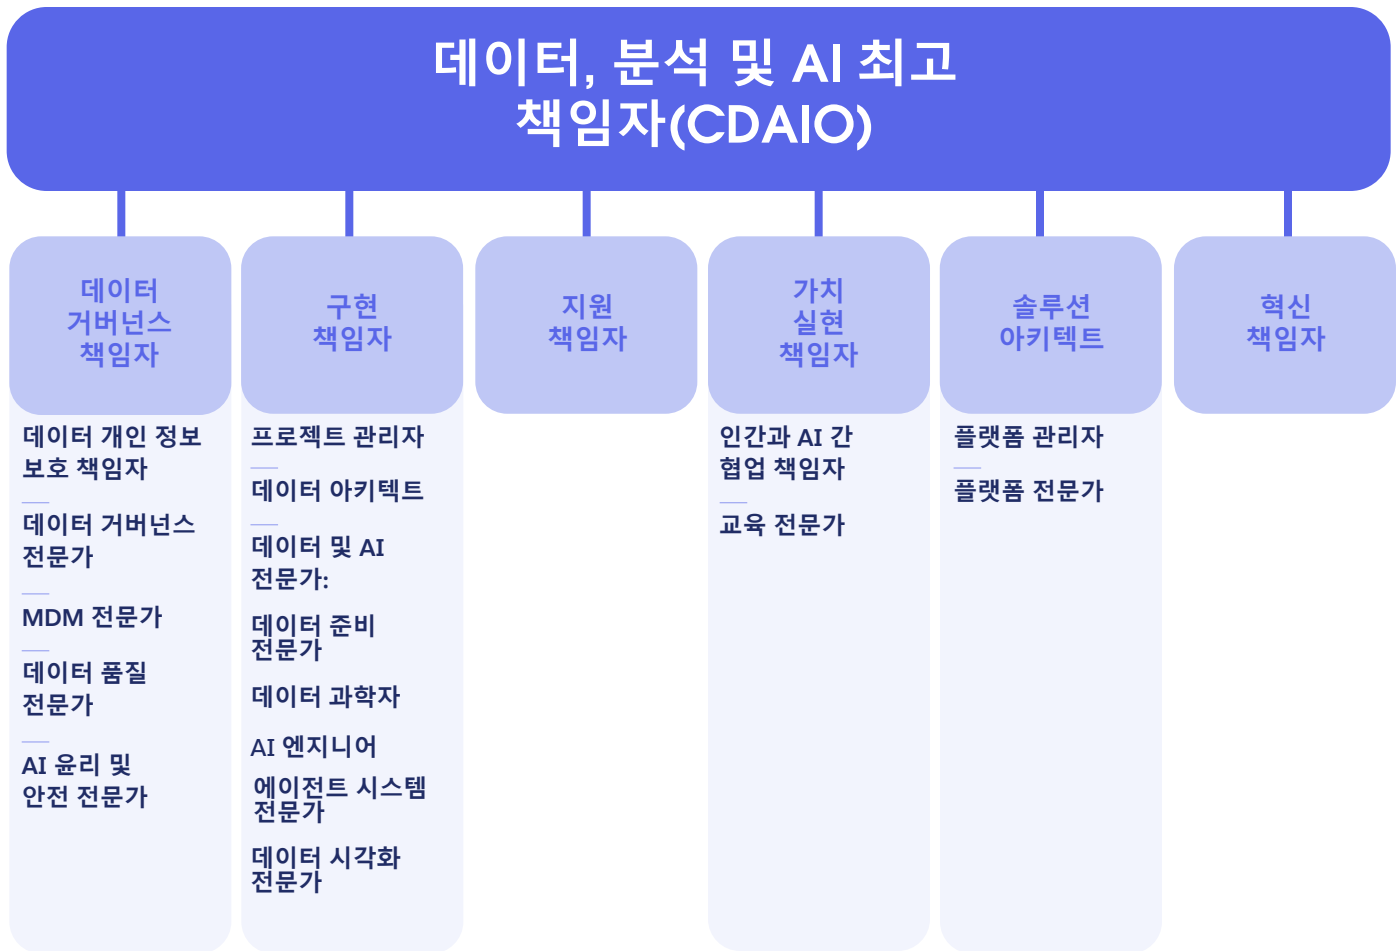 데이터, 분석 및 AI 최고
책임자(CDAIO)
데이터
거버넌스
책임자
데이터 개인 정보
보호 책임자
데이터 거버넌스
전문가
MDM 전문가
데이터 품질
전문가
AI 윤리 및
안전 전문가
구현
책임자
프로젝트 관리자
데이터 아키텍트
데이터 및 AI
전문가:
데이터 준비
전문가
데이터 과학자
AI 엔지니어
에이전트 시스템
전문가
데이터 시각화
전문가
지원
책임자
가치
실현
책임자
인간과 AI 간
협업 책임자
교육 전문가
솔루션
아키텍트
플랫폼 관리자
플랫폼 전문가
혁신
책임자